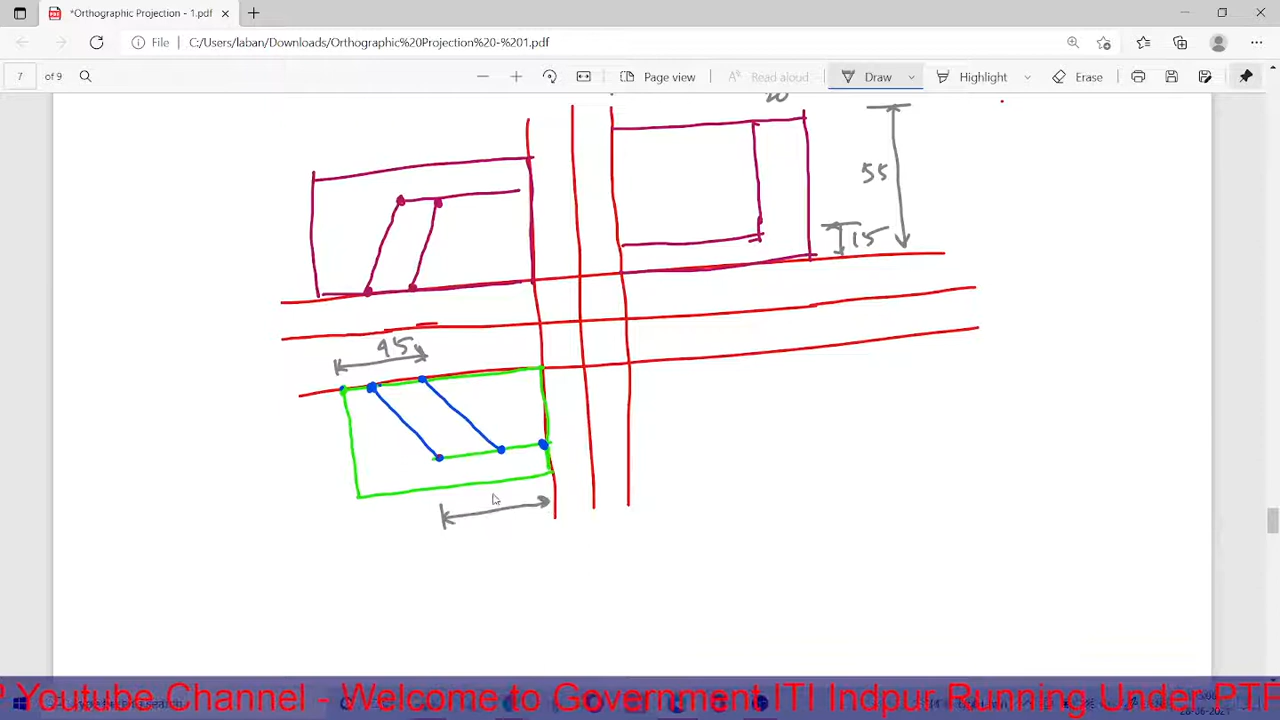 *Orthographic Projection - 1.pdf
File
C:/Users/laban/Downloads/Orthographic%20Projection%20-%201.pdf
7 of 9
Page view
Read aloud
Draw
Highlight
Erase
20
55
15
45
P Youtube Channel - Welcome to Government ITI Indpur Running Under PTF